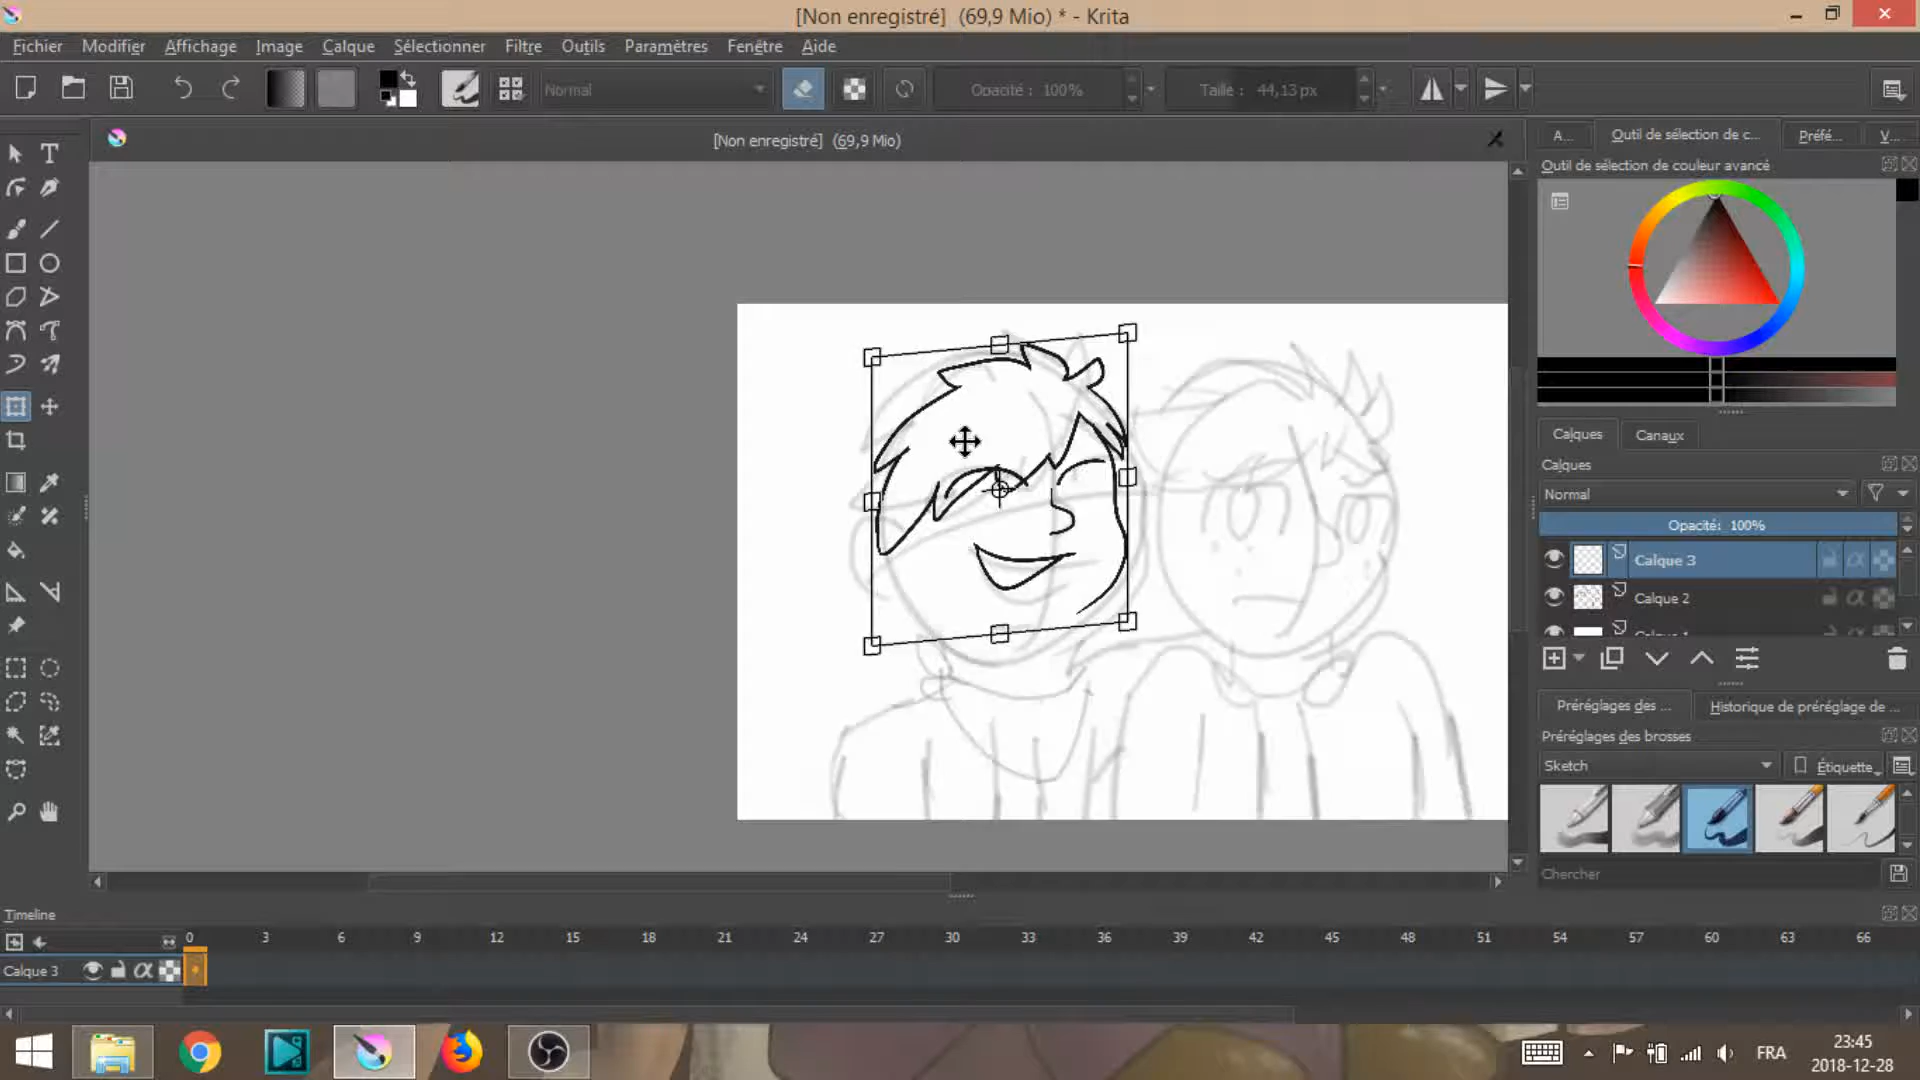 [Non enregistré] (69,9 Mio) * - Krita
Fichier Modifier Affichage Image Calque Sélectionner Filtre Outils Paramètres Fenêtre Aide
Normal
Opacité : 100%
Taille : 44,13 px
[Non enregistré] (69,9 Mio)
A... Outil de sélection de c... Préfé... V...
Outil de sélection de couleur avancé
Calques Canaux
Calques
Normal
Opacité: 100%
Calque 3
Calque 2
Préréglages des ... Historique de préréglage de ...
Préréglages des brosses
Sketch
Étiquette
Chercher
Timeline
0 3 6 9 12 15 18 21 24 27 30 33 36 39 42 45 48 51 54 57 60 63 66
Calque 3
FRA
23:45
2018-12-28